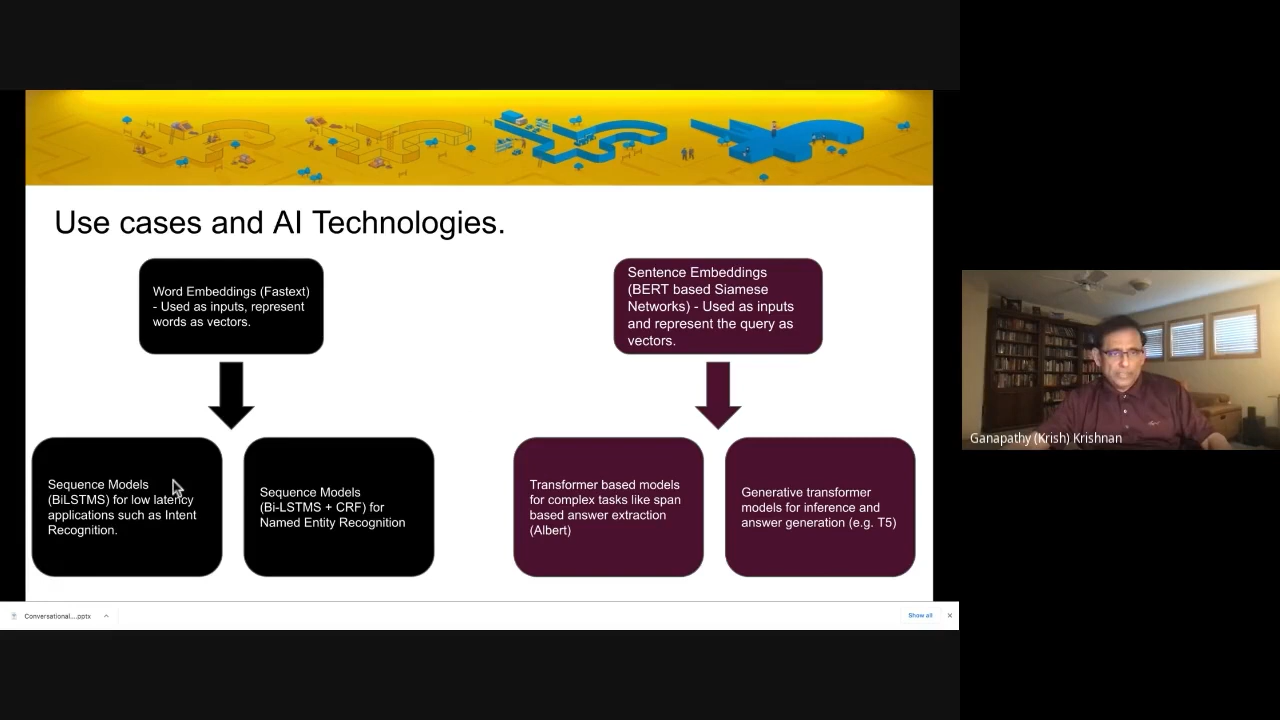 Use cases and AI Technologies.
Word Embeddings (Fastext)
- Used as inputs, represent
words as vectors.
Sentence Embeddings
(BERT based Siamese
Networks) - Used as inputs
and represent the query as
vectors.
Sequence Models
(BiLSTMS) for low latency
applications such as Intent
Recognition.
Sequence Models
(Bi-LSTMS + CRF) for
Named Entity Recognition
Transformer based models
for complex tasks like span
based answer extraction
(Albert)
Generative transformer
models for inference and
answer generation (e.g. T5)
Ganapathy (Krish) Krishnan
Conversational....pptx
Show all